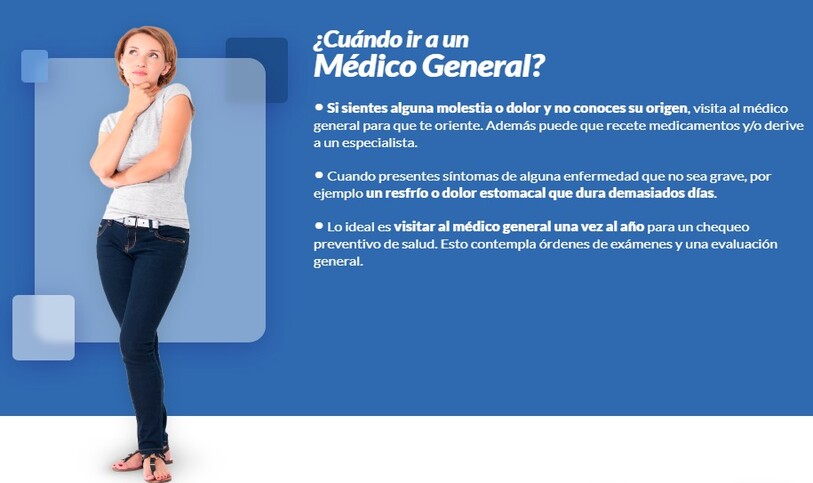 ¿Cuándo ir a un
Médico General?
• Si sientes alguna molestia o dolor y no conoces su origen, visita al médico
general para que te oriente. Además puede que recete medicamentos y/o derive
a un especialista.
• Cuando presentes síntomas de alguna enfermedad que no sea grave, por
ejemplo un resfrío o dolor estomacal que dura demasiados días.
• Lo ideal es visitar al médico general una vez al año para un chequeo
preventivo de salud. Esto contempla órdenes de exámenes y una evaluación
general.